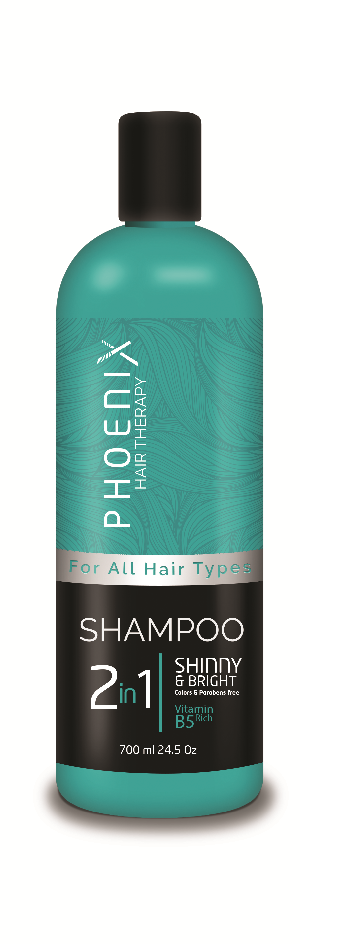 PHOENIX
HAIR THERAPY
For All Hair Types
SHAMPOO
2in1
SHINNY
& BRIGHT
Colors & Parabens free
Vitamin
B5 Rich
700 ml 24.5 Oz